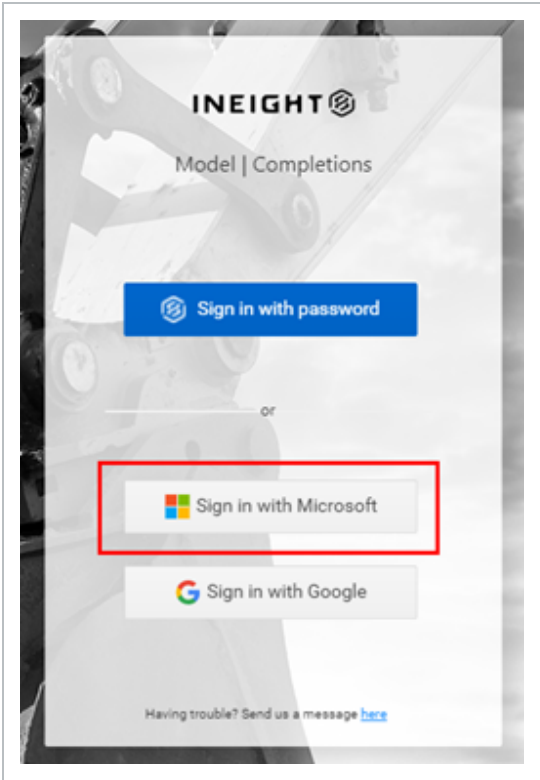 INEIGHT
Model | Completions
Sign in with password
or
Sign in with Microsoft
Sign in with Google
Having trouble? Send us a message here